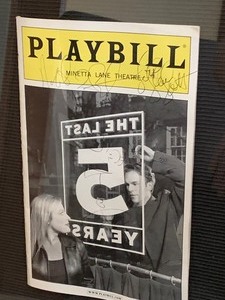 PLAYBILL
MINETTA LANE THEATRE
THE LAST
5
YEARS